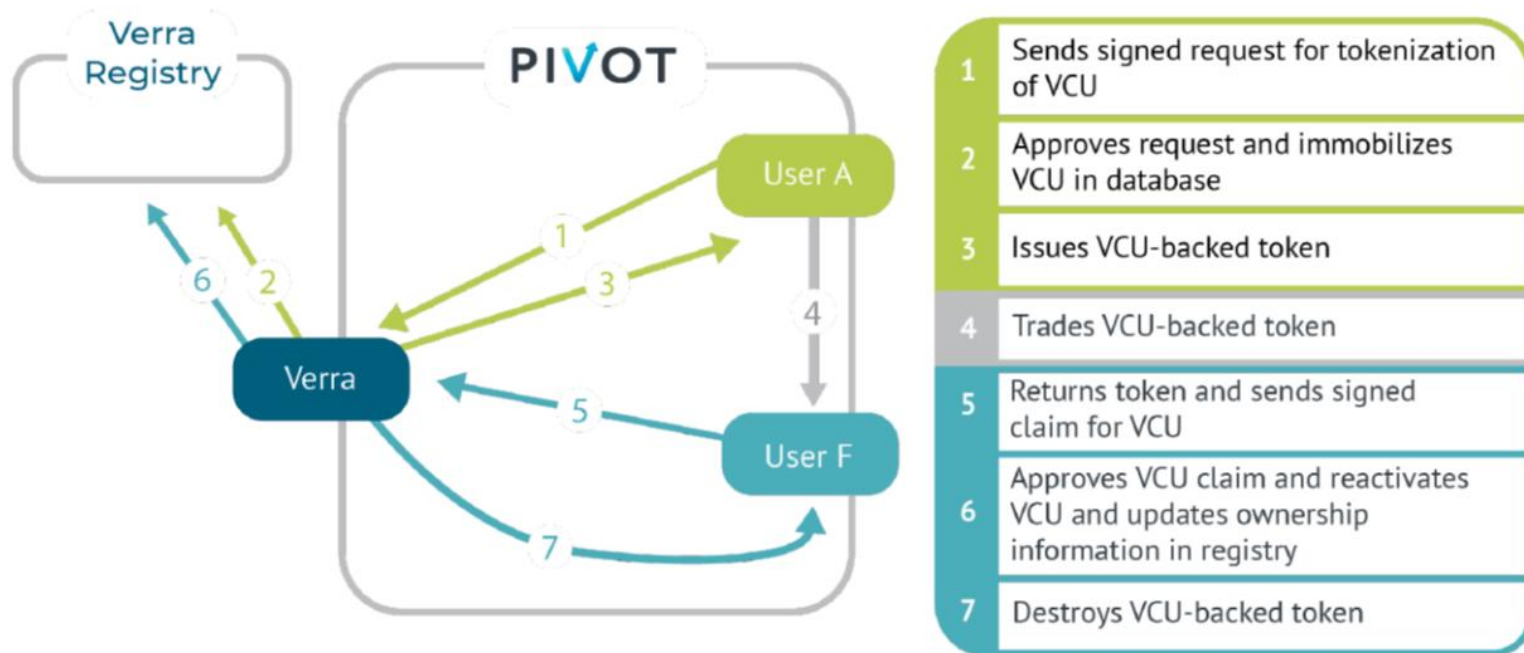 Verra
Registry
PIVOT
User A
1
3
6
2
4
Verra
5
User F
7
1
Sends signed request for tokenization
of VCU
2
Approves request and immobilizes
VCU in database
3
Issues VCU-backed token
4
Trades VCU-backed token
5
Returns token and sends signed
claim for VCU
6
Approves VCU claim and reactivates
VCU and updates ownership
information in registry
7
Destroys VCU-backed token